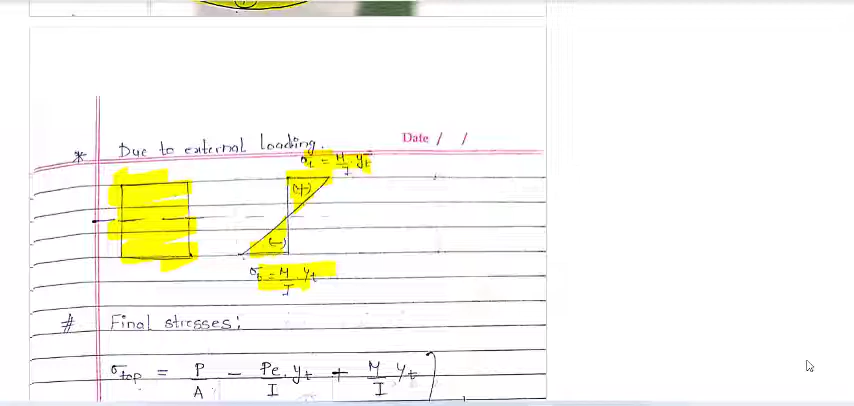 Date / /
* Due to external loading.
σt = M/I . yt
(+)
(-)
σb = M/I . yt
# Final stresses:
σtop = P/A - Pe/I . yt + M/I yt